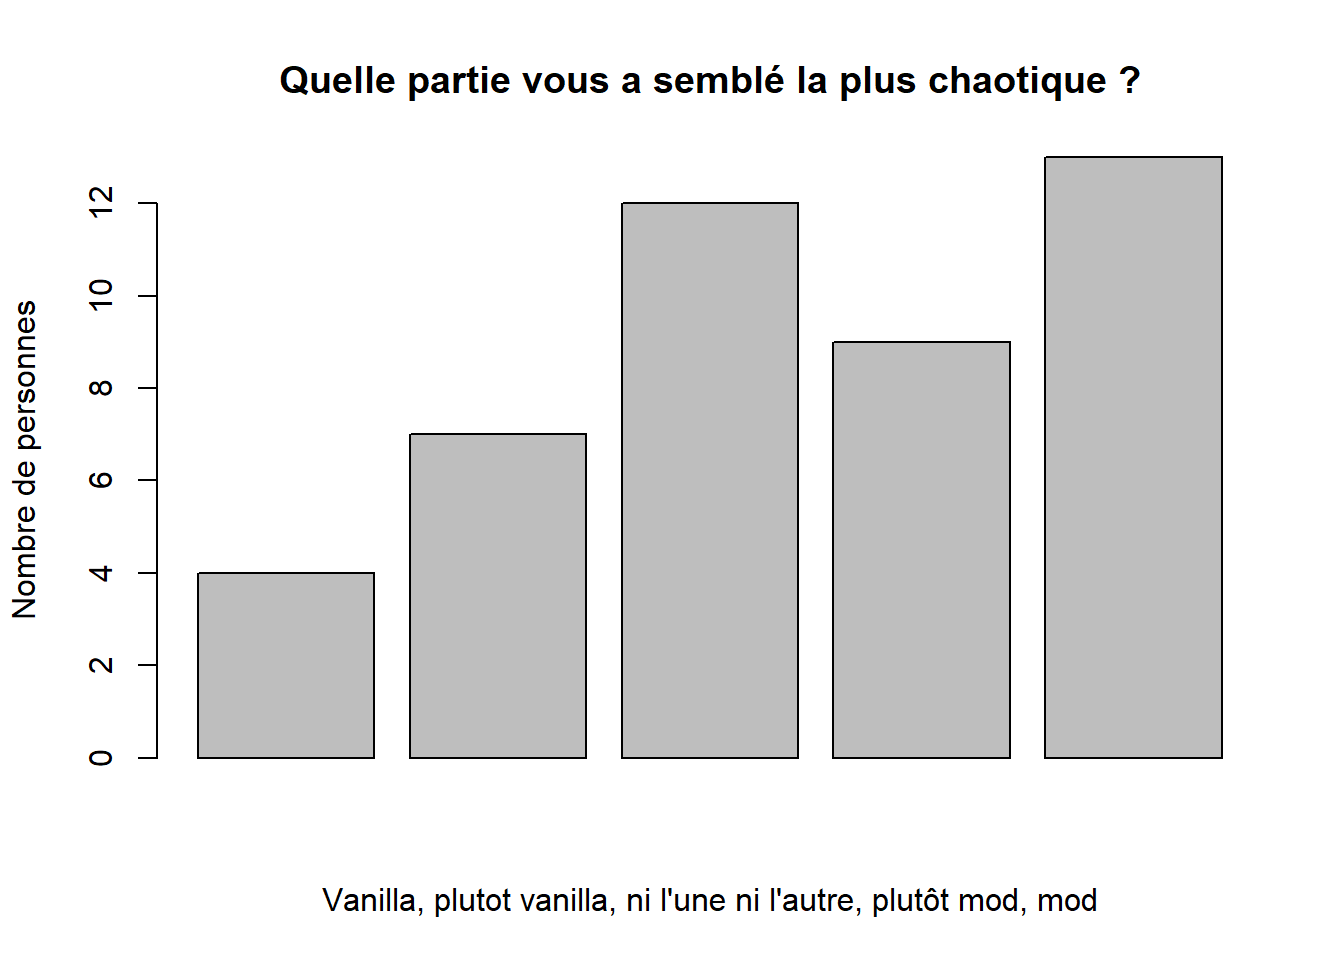 Quelle partie vous a semblé la plus chaotique ?
Nombre de personnes
12
10
8
6
4
2
0
Vanilla, plutot vanilla, ni l'une ni l'autre, plutôt mod, mod